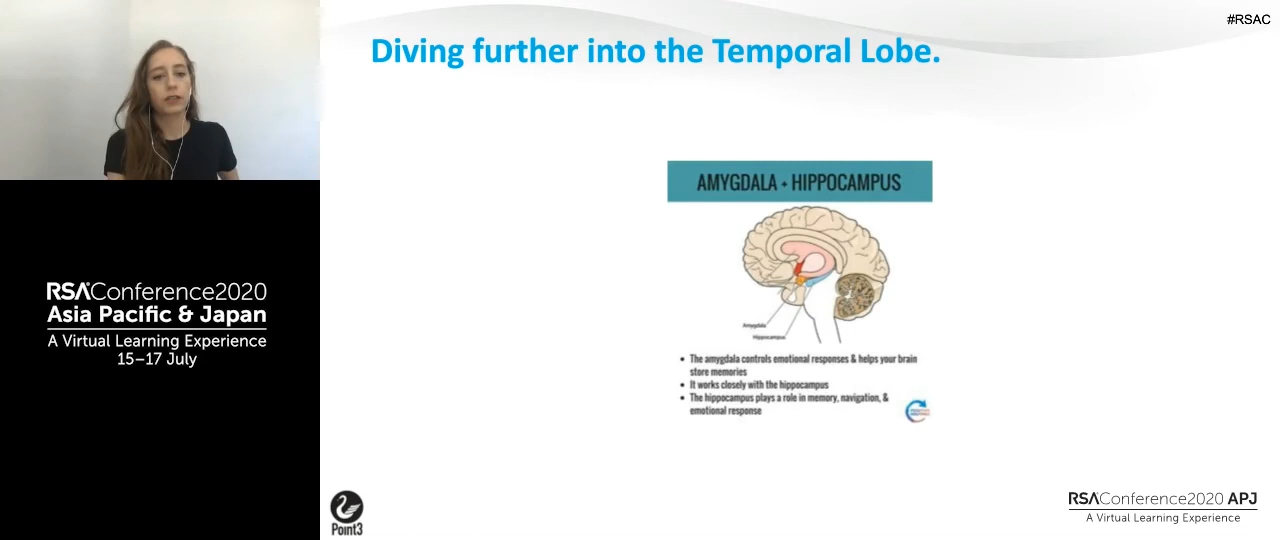 #RSAC
Diving further into the Temporal Lobe.
AMYGDALA + HIPPOCAMPUS
Amygdala
Hippocampus
• The amygdala controls emotional responses & helps your brain
store memories
• It works closely with the hippocampus
• The hippocampus plays a role in memory, navigation, &
emotional response
RSAConference2020
Asia Pacific & Japan
A Virtual Learning Experience
15–17 July
Point3
RSAConference2020 APJ
A Virtual Learning Experience